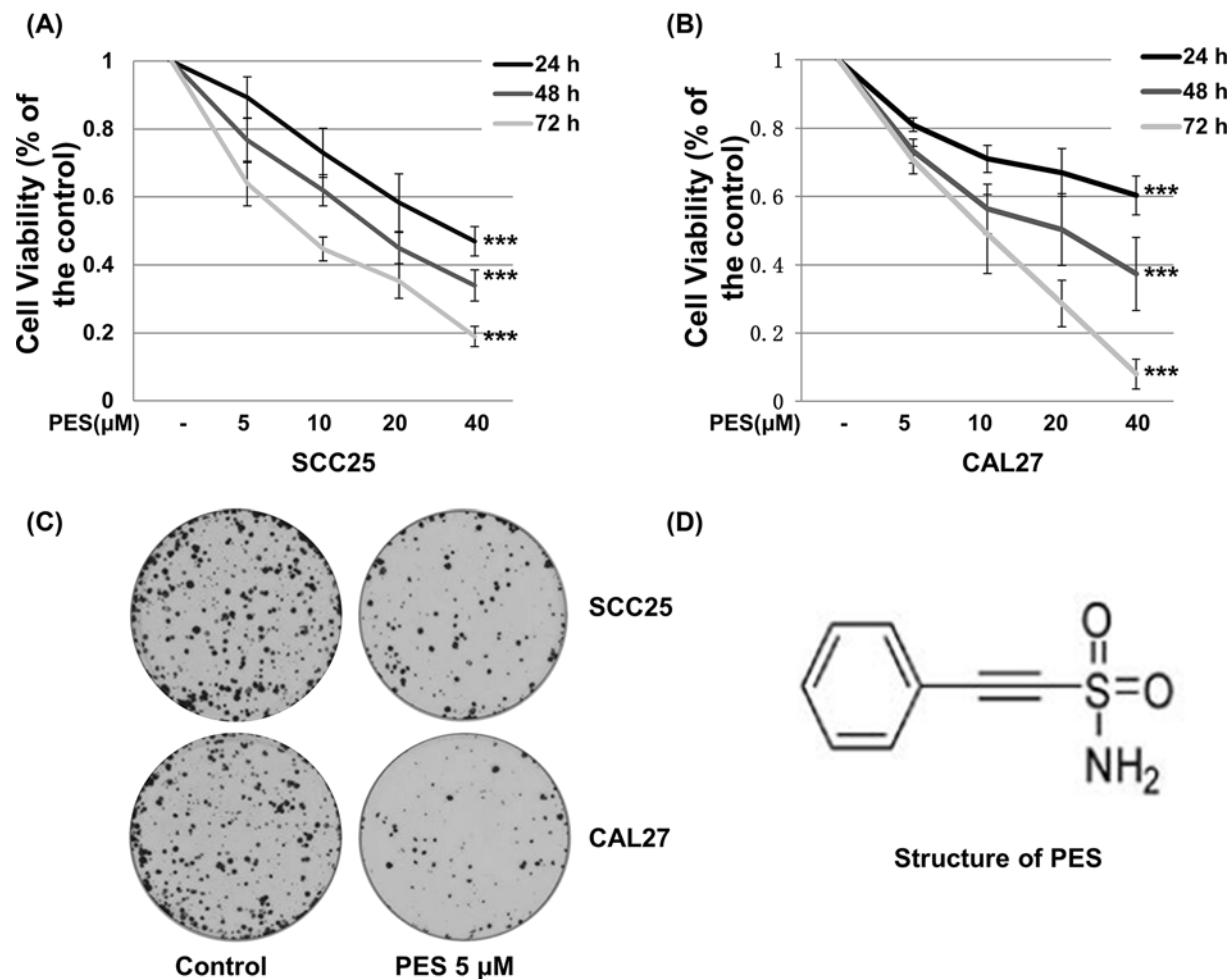 (A)
1
0.8
0.6
0.4
0.2
0
Cell Viability (% of
the control)
24 h
48 h
72 h
***
***
***
PES(μM) - 5 10 20 40
SCC25
(B)
1
0.8
0.6
0.4
0.2
0
Cell Viability (% of
the control)
24 h
48 h
72 h
***
***
***
PES(μM) - 5 10 20 40
CAL27
(C)
SCC25
CAL27
Control PES 5 μM
(D)
O
S=O
NH2
Structure of PES